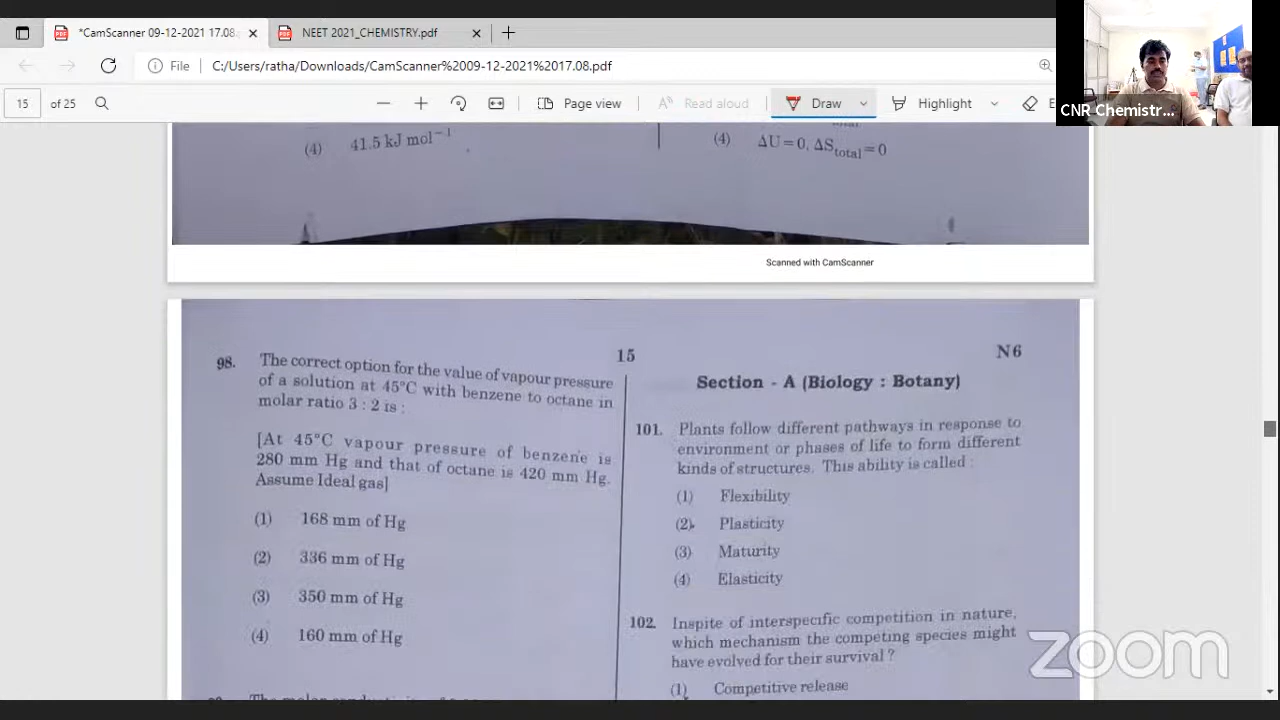 *CamScanner 09-12-2021 17.08.
NEET 2021_CHEMISTRY.pdf
File
C:/Users/ratha/Downloads/CamScanner%2009-12-2021%2017.08.pdf
15 of 25
Page view
Read aloud
Draw
Highlight
CNR Chemistr...
(4) 41.5 kJ mol⁻¹
(4) ΔU=0, ΔS_total=0
Scanned with CamScanner
15
N6
98. The correct option for the value of vapour pressure
of a solution at 45°C with benzene to octane in
molar ratio 3 : 2 is :
[At 45°C vapour pressure of benzene is
280 mm Hg and that of octane is 420 mm Hg.
Assume Ideal gas]
(1) 168 mm of Hg
(2) 336 mm of Hg
(3) 350 mm of Hg
(4) 160 mm of Hg
Section - A (Biology : Botany)
101. Plants follow different pathways in response to
environment or phases of life to form different
kinds of structures. This ability is called :
(1) Flexibility
(2) Plasticity
(3) Maturity
(4) Elasticity
102. Inspite of interspecific competition in nature,
which mechanism the competing species might
have evolved for their survival ?
(1) Competitive release
zoom